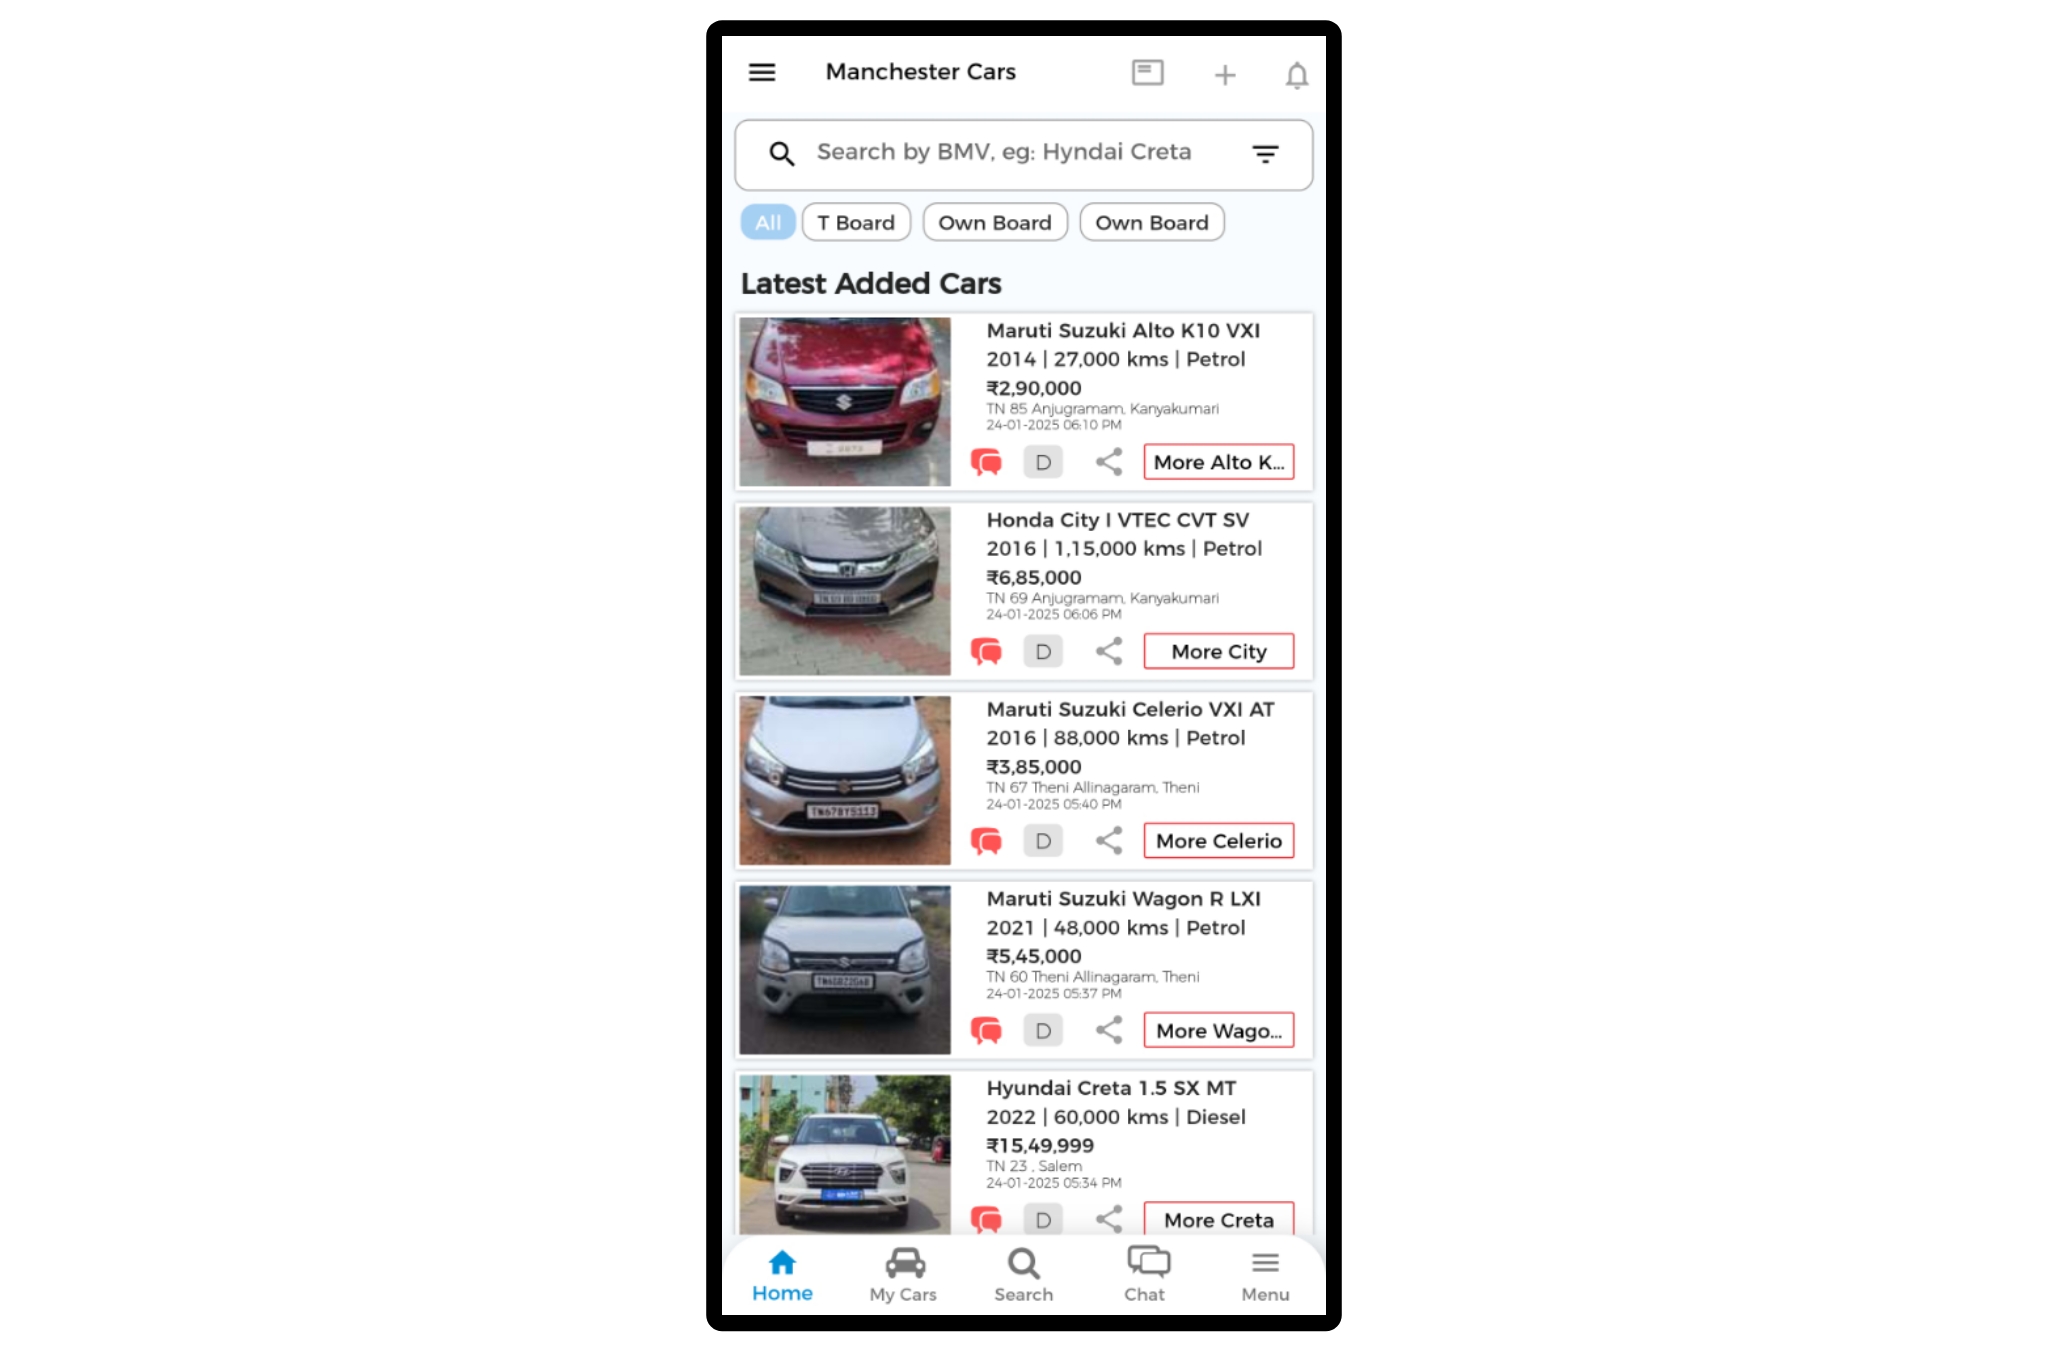 Manchester Cars
Search by BMV, eg: Hyndai Creta
All
T Board
Own Board
Own Board
Latest Added Cars
Maruti Suzuki Alto K10 VXI
2014 | 27,000 kms | Petrol
₹2,90,000
TN 85 Anjugramam, Kanyakumari
24-01-2025 06:10 PM
D
More Alto K...
Honda City I VTEC CVT SV
2016 | 1,15,000 kms | Petrol
₹6,85,000
TN 69 Anjugramam, Kanyakumari
24-01-2025 06:06 PM
D
More City
Maruti Suzuki Celerio VXI AT
2016 | 88,000 kms | Petrol
₹3,85,000
TN 67 Theni Allinagaram, Theni
24-01-2025 05:40 PM
D
More Celerio
Maruti Suzuki Wagon R LXI
2021 | 48,000 kms | Petrol
₹5,45,000
TN 60 Theni Allinagaram, Theni
24-01-2025 05:37 PM
D
More Wago...
Hyundai Creta 1.5 SX MT
2022 | 60,000 kms | Diesel
₹15,49,999
TN 23 , Salem
24-01-2025 05:34 PM
D
More Creta
Home
My Cars
Search
Chat
Menu